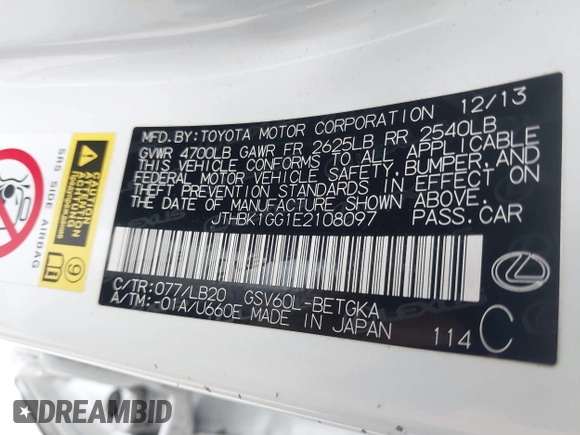 MFD.BY:TOYOTA MOTOR CORPORATION 12/13
GVWR 4700LB GAWR FR 2625LB RR 2540LB
THIS VEHICLE CONFORMS TO ALL APPLICABLE
FEDERAL MOTOR VEHICLE SAFETY,BUMPER,AND
THEFT PREVENTION STANDARDS IN EFFECT ON
THE DATE OF MANUFACTURE SHOWN ABOVE.
JTHBK1GG1E2108097 PASS.CAR
C/TR:077/LB20 GSV60L-BETGKA
A/TM:-01A/U660E MADE IN JAPAN
114 C
SRS SIDE AIRBAG
9
DREAMBID